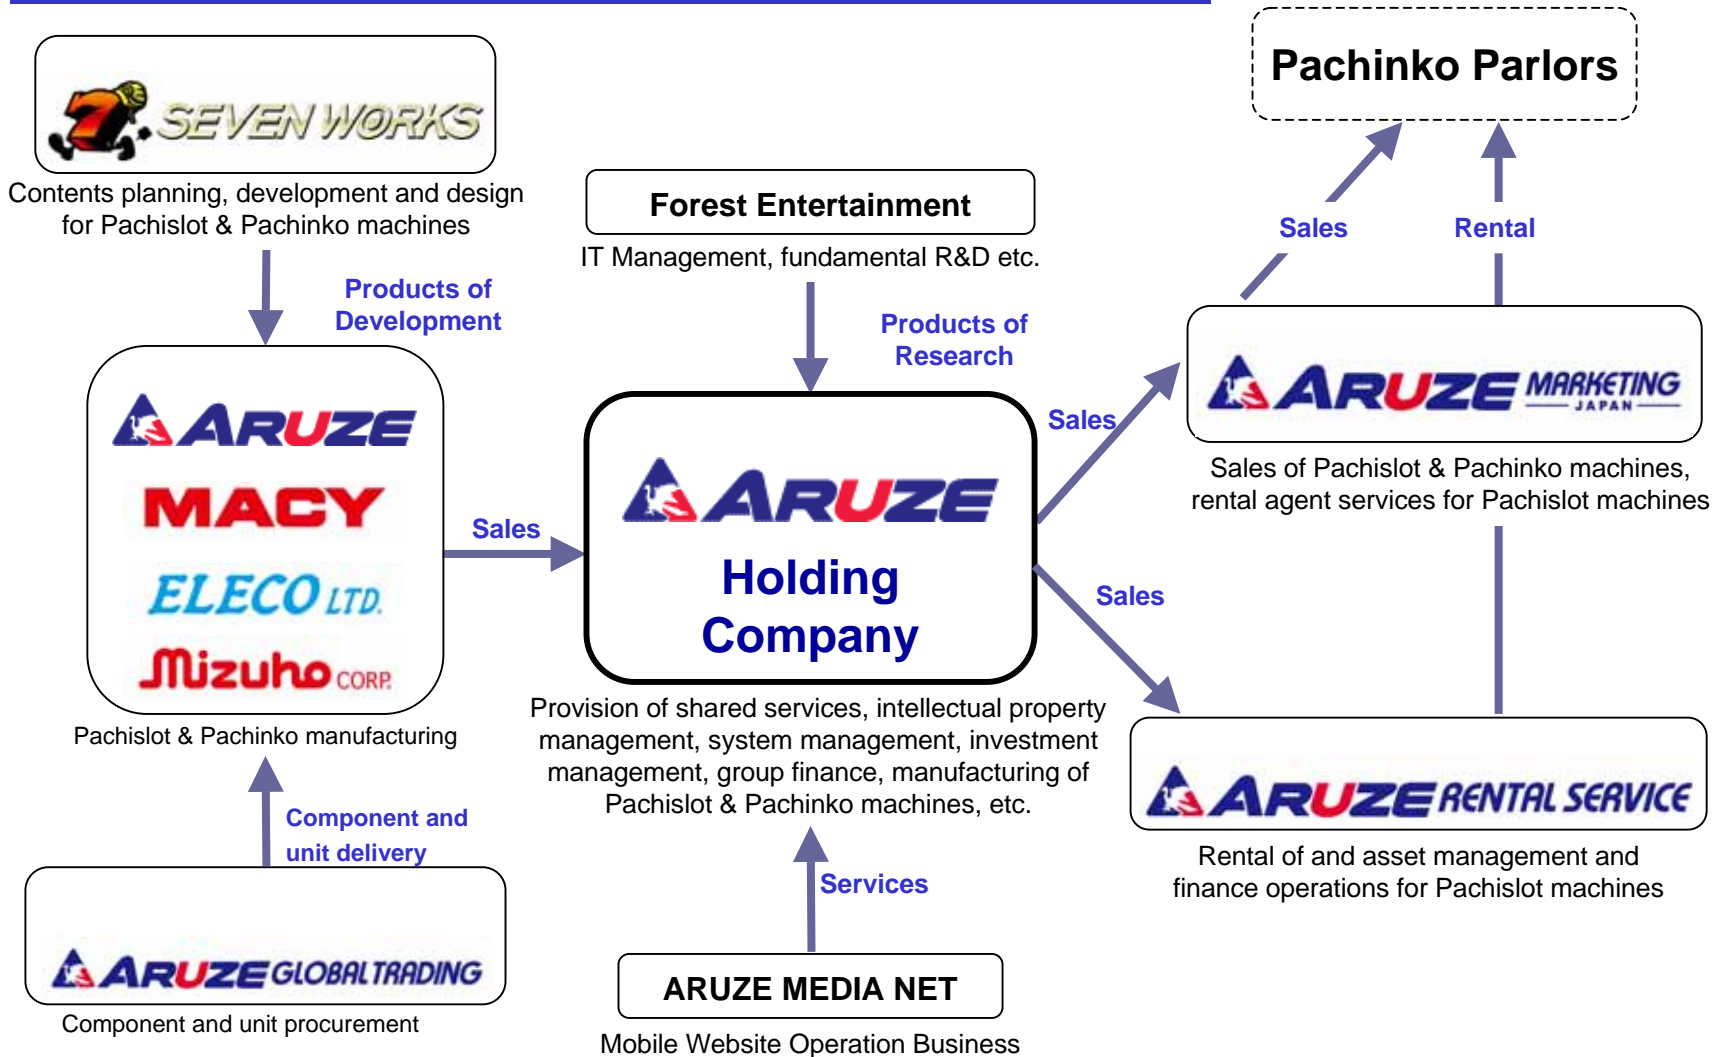 SEVEN WORKS
Contents planning, development and design
for Pachislot & Pachinko machines
Products of
Development
ARUZE
MACY
ELECO LTD.
Mizuho CORP.
Pachislot & Pachinko manufacturing
Component and
unit delivery
ARUZE GLOBAL TRADING
Component and unit procurement
Sales
Forest Entertainment
IT Management, fundamental R&D etc.
Products of
Research
ARUZE
Holding
Company
Provision of shared services, intellectual property
management, system management, investment
management, group finance, manufacturing of
Pachislot & Pachinko machines, etc.
Services
ARUZE MEDIA NET
Mobile Website Operation Business
Sales
Sales
Pachinko Parlors
Sales
Rental
ARUZE MARKETING
JAPAN
Sales of Pachislot & Pachinko machines,
rental agent services for Pachislot machines
ARUZE RENTAL SERVICE
Rental of and asset management and
finance operations for Pachislot machines